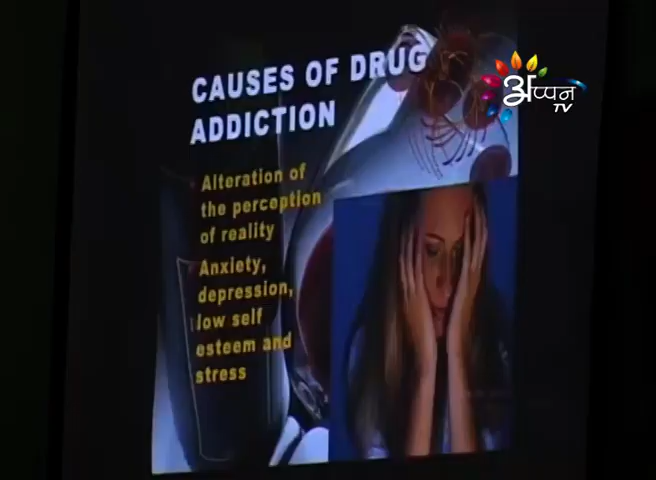 CAUSES OF DRUG
ADDICTION
अप्पन
TV
Alteration of
the perception
of reality
Anxiety,
depression,
low self
esteem and
stress